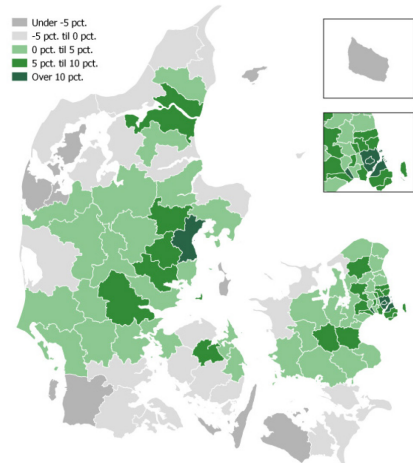 Under -5 pct.
-5 pct. til 0 pct.
0 pct. til 5 pct.
5 pct. til 10 pct.
Over 10 pct.